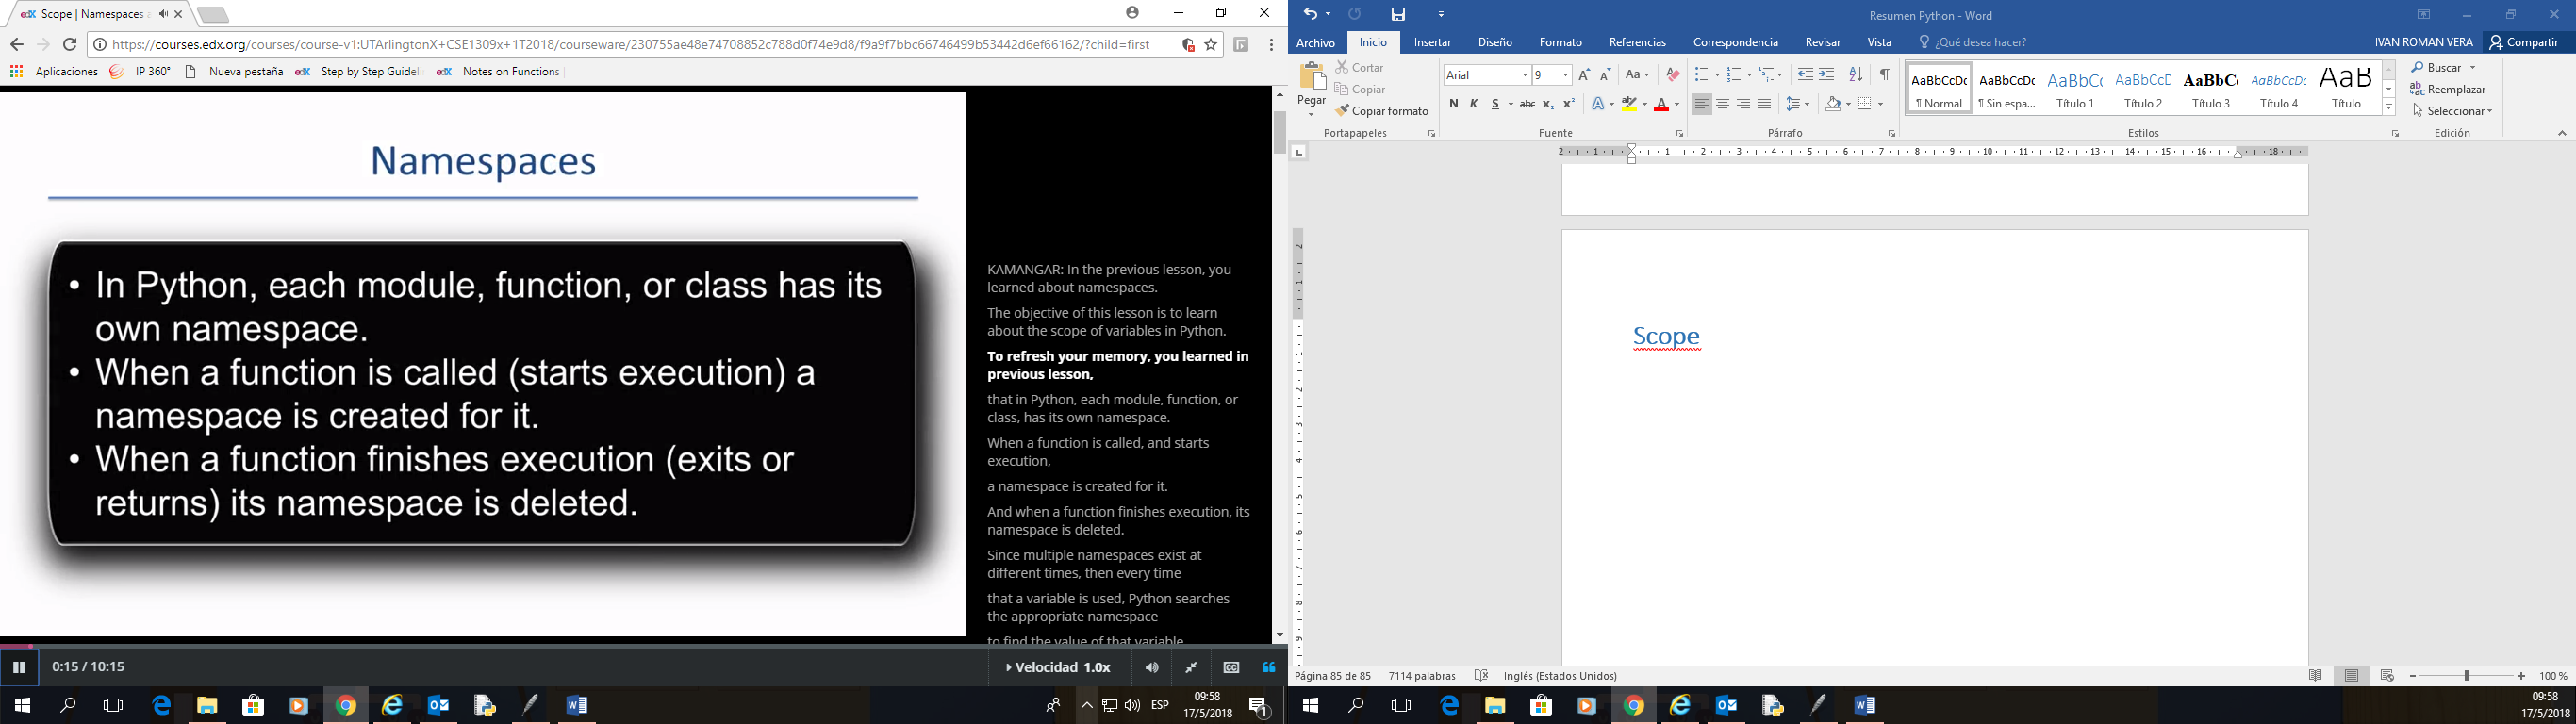 Scope | Namespaces
https://courses.edx.org/courses/course-v1:UTArlingtonX+CSE1309x+1T2018/courseware/230755ae48e74708852c788d0f74e9d8/f9a9f7bbc66746499b53442d6ef66162/?child=first
Aplicaciones IP 360° Nueva pestaña Step by Step Guideli Notes on Functions
Namespaces
• In Python, each module, function, or class has its
own namespace.
• When a function is called (starts execution) a
namespace is created for it.
• When a function finishes execution (exits or
returns) its namespace is deleted.
KAMANGAR: In the previous lesson, you
learned about namespaces.
The objective of this lesson is to learn
about the scope of variables in Python.
To refresh your memory, you learned in
previous lesson,
that in Python, each module, function, or
class, has its own namespace.
When a function is called, and starts
execution,
a namespace is created for it.
And when a function finishes execution, its
namespace is deleted.
Since multiple namespaces exist at
different times, then every time
that a variable is used, Python searches
the appropriate namespace
to find the value of that variable
0:15 / 10:15
Velocidad 1.0x
ESP
09:58
17/5/2018
Resumen Python - Word
Archivo Inicio Insertar Diseño Formato Referencias Correspondencia Revisar Vista ¿Qué desea hacer? IVAN ROMAN VERA Compartir
Pegar
Cortar
Copiar
Copiar formato
Portapapeles
Arial 9
N K S abc x₂ x²
Fuente
Párrafo
AaBbCcDc AaBbCcDc AaBbC( AaBbCcE AaBbC( AaBbCcDc AaB
¶ Normal ¶ Sin espa... Título 1 Título 2 Título 3 Título 4 Título
Estilos
Buscar
Reemplazar
Seleccionar
Edición
Scope
Página 85 de 85 7114 palabras Inglés (Estados Unidos) 100 %
09:58
17/5/2018